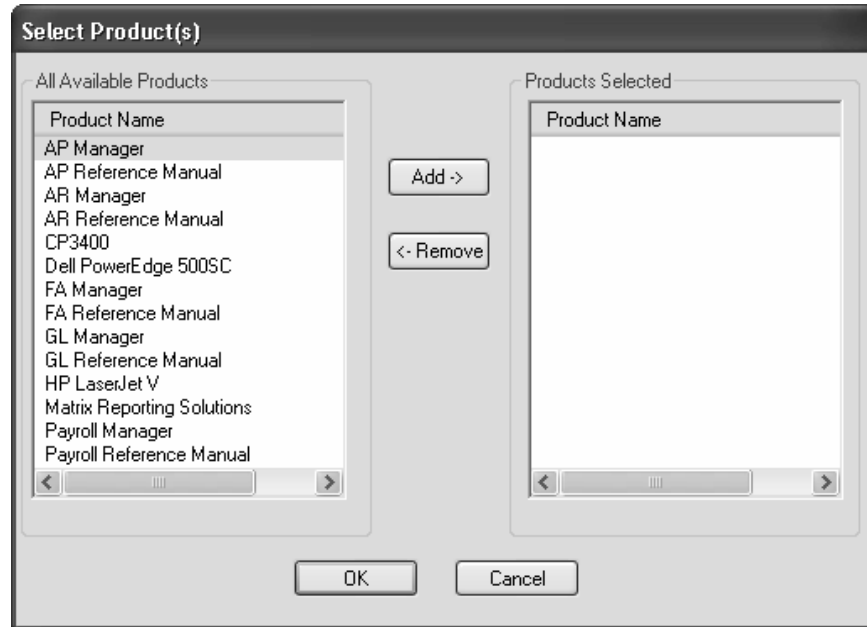 Select Product(s)
All Available Products
Product Name
AP Manager
AP Reference Manual
AR Manager
AR Reference Manual
CP3400
Dell PowerEdge 500SC
FA Manager
FA Reference Manual
GL Manager
GL Reference Manual
HP LaserJet V
Matrix Reporting Solutions
Payroll Manager
Payroll Reference Manual
Add ->
<- Remove
Products Selected
Product Name
OK
Cancel